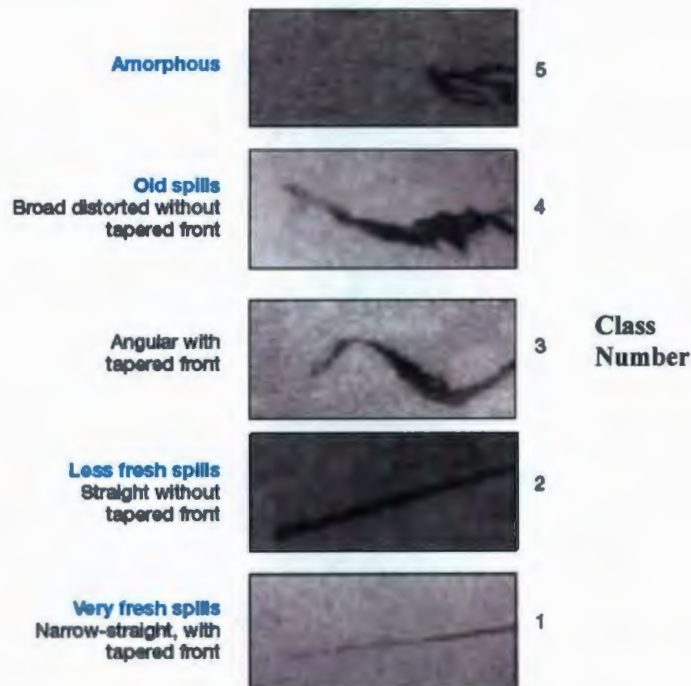 Amorphous
5
Old spills
Broad distorted without
tapered front
4
Angular with
tapered front
3
Class
Number
Less fresh spills
Straight without
tapered front
2
Very fresh spills
Narrow-straight, with
tapered front
1